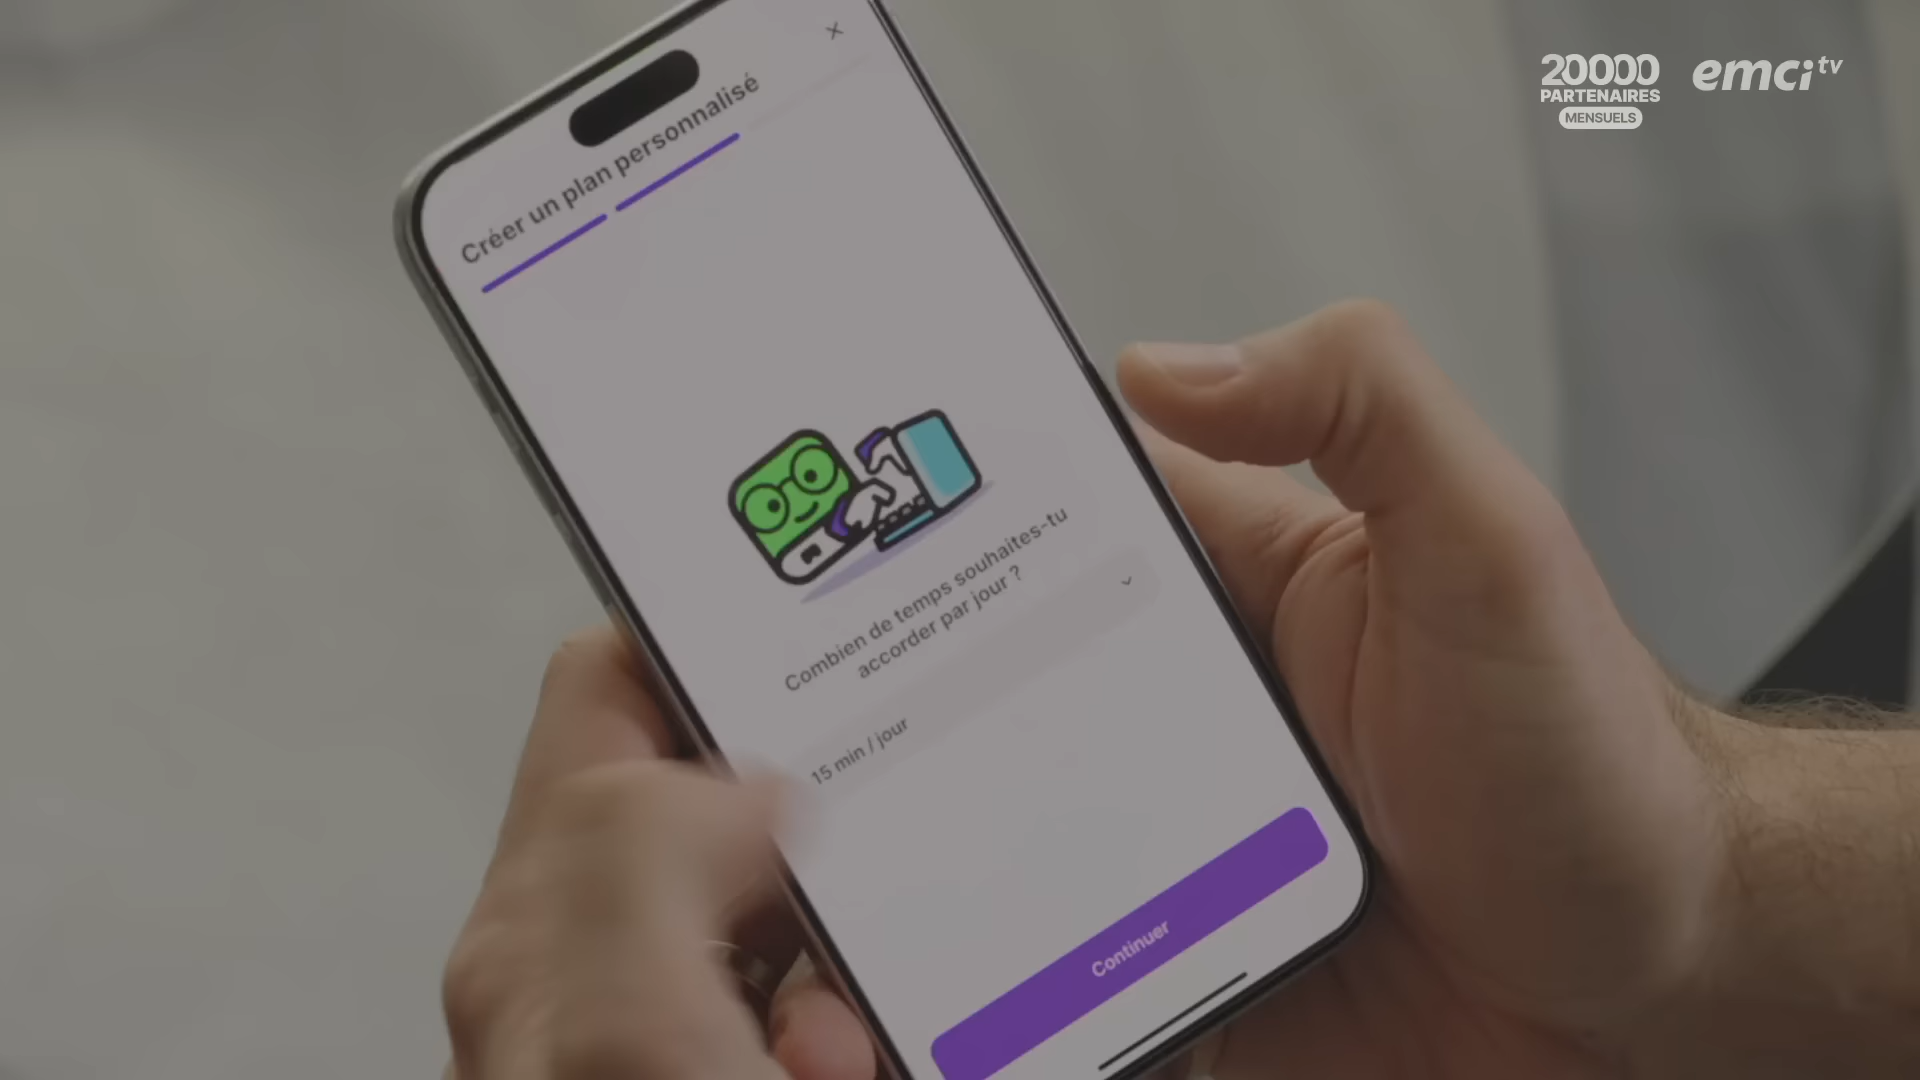 20000
PARTENAIRES
MENSUELS
emci tv
Créer un plan personnalisé
Combien de temps souhaites-tu
accorder par jour ?
15 min / jour
Continuer